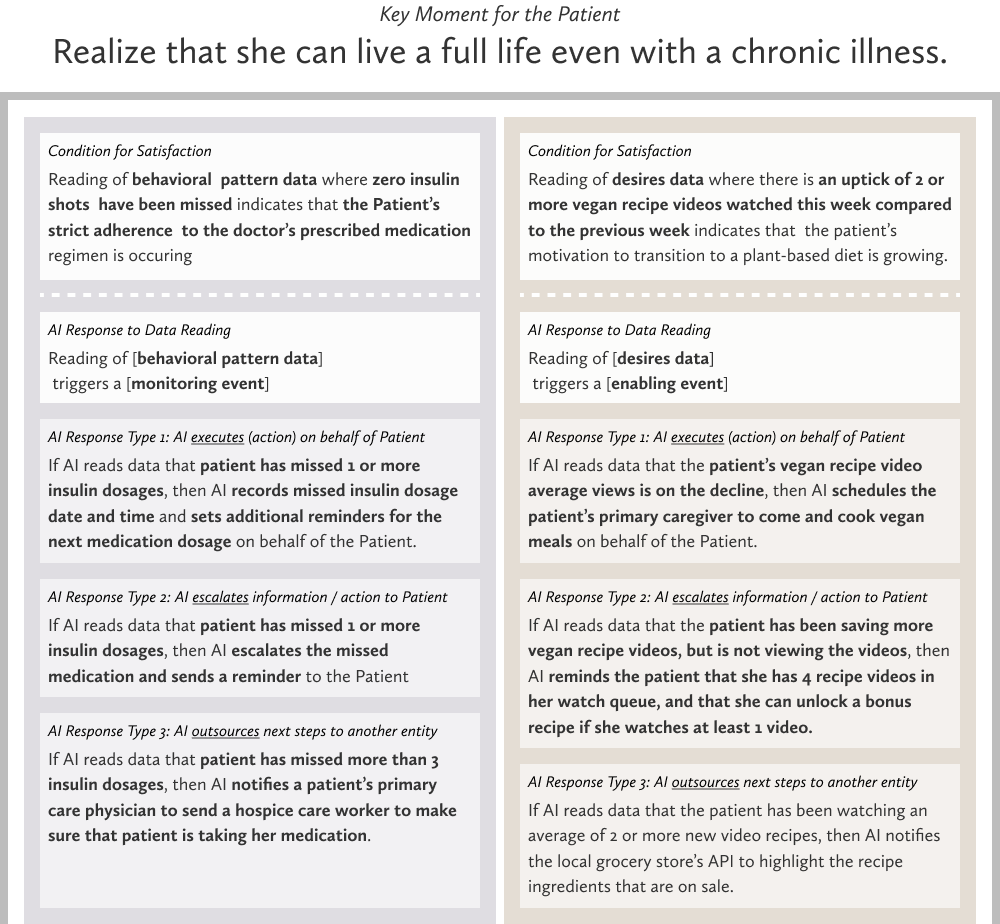 Key Moment for the Patient
Realize that she can live a full life even with a chronic illness.
Condition for Satisfaction
Reading of behavioral pattern data where zero insulin
shots have been missed indicates that the Patient's
strict adherence to the doctor's prescribed medication
regimen is occuring
AI Response to Data Reading
Reading of [behavioral pattern data]
triggers a [monitoring event]
AI Response Type 1: AI executes (action) on behalf of Patient
If AI reads data that patient has missed 1 or more
insulin dosages, then AI records missed insulin dosage
date and time and sets additional reminders for the
next medication dosage on behalf of the Patient.
AI Response Type 2: AI escalates information / action to Patient
If AI reads data that patient has missed 1 or more
insulin dosages, then AI escalates the missed
medication and sends a reminder to the Patient
AI Response Type 3: AI outsources next steps to another entity
If AI reads data that patient has missed more than 3
insulin dosages, then AI notifies a patient's primary
care physician to send a hospice care worker to make
sure that patient is taking her medication.
Condition for Satisfaction
Reading of desires data where there is an uptick of 2 or
more vegan recipe videos watched this week compared
to the previous week indicates that the patient's
motivation to transition to a plant-based diet is growing.
AI Response to Data Reading
Reading of [desires data]
triggers a [enabling event]
AI Response Type 1: AI executes (action) on behalf of Patient
If AI reads data that the patient's vegan recipe video
average views is on the decline, then AI schedules the
patient's primary caregiver to come and cook vegan
meals on behalf of the Patient.
AI Response Type 2: AI escalates information / action to Patient
If AI reads data that the patient has been saving more
vegan recipe videos, but is not viewing the videos, then
AI reminds the patient that she has 4 recipe videos in
her watch queue, and that she can unlock a bonus
recipe if she watches at least 1 video.
AI Response Type 3: AI outsources next steps to another entity
If AI reads data that the patient has been watching an
average of 2 or more new video recipes, then AI notifies
the local grocery store's API to highlight the recipe
ingredients that are on sale.